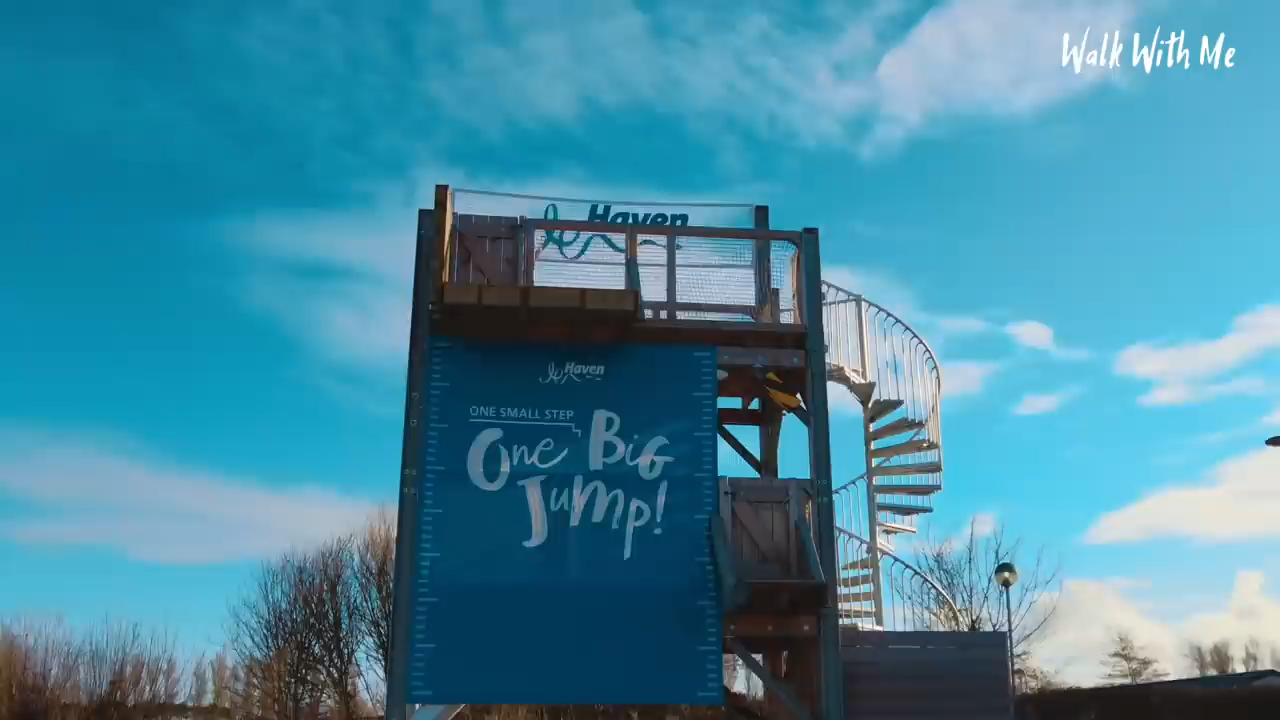 Walk With Me
Haven
Haven
ONE SMALL STEP
One Big
Jump!